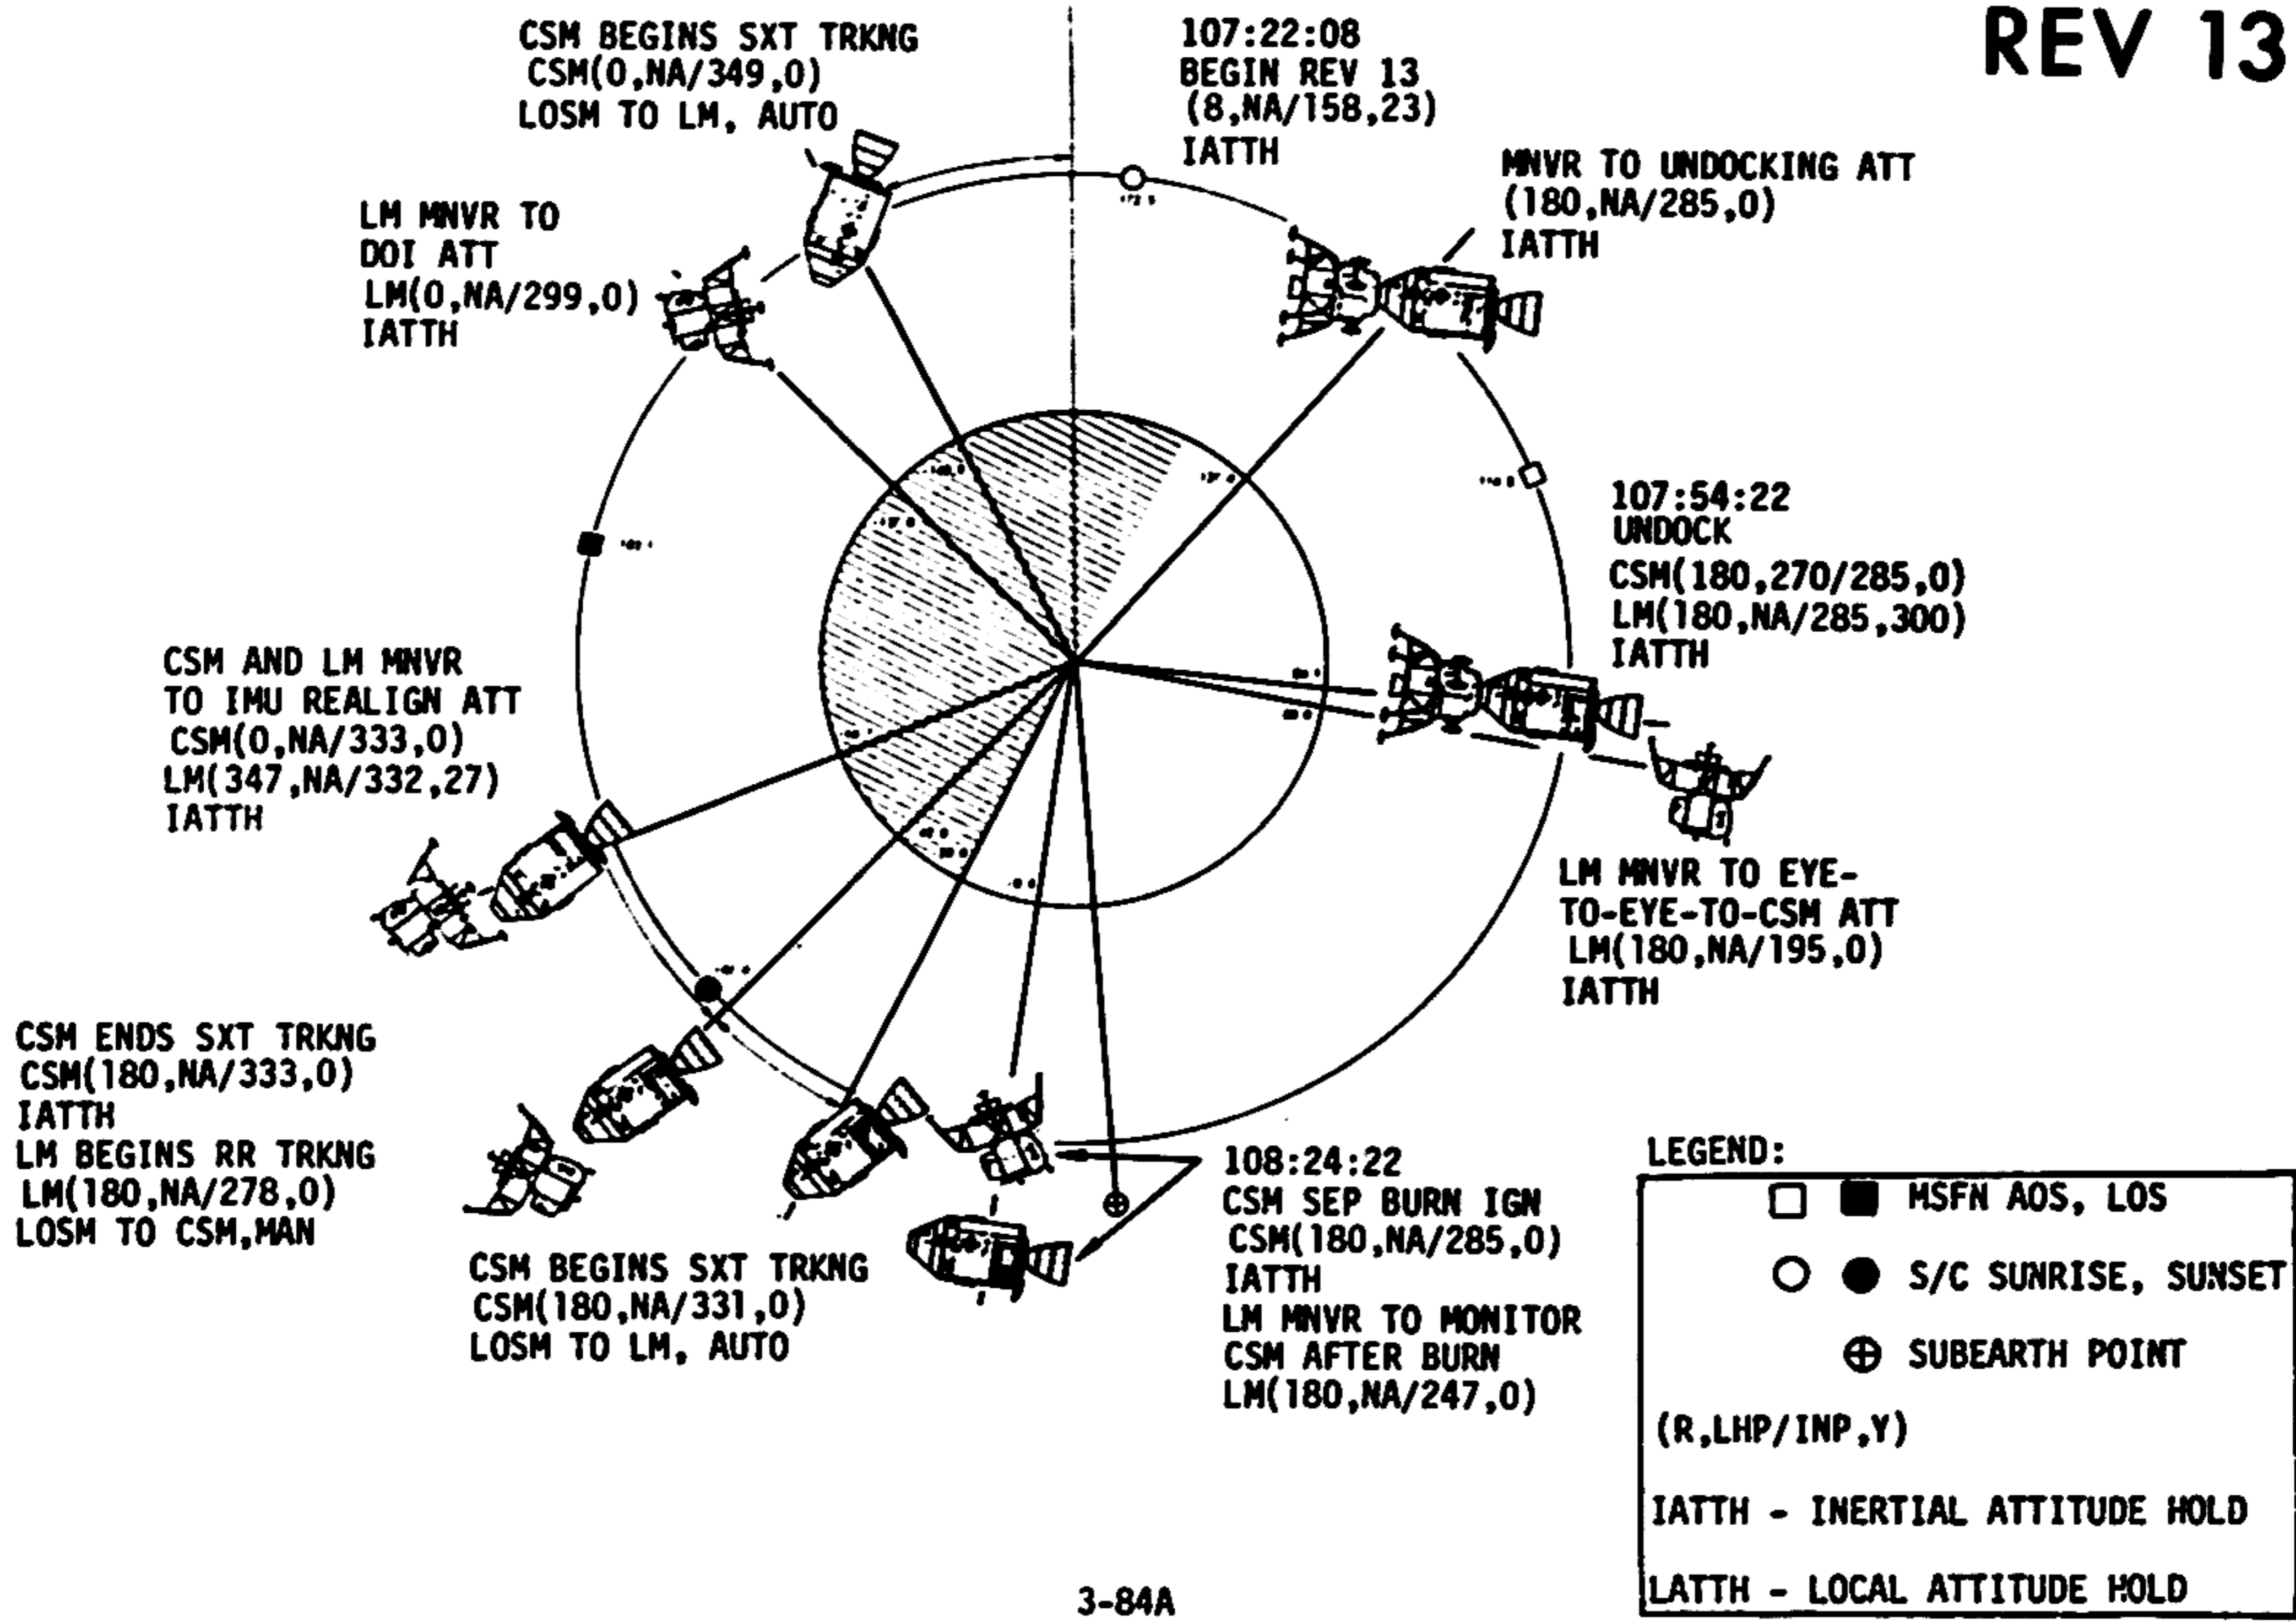 REV 13
CSM BEGINS SXT TRKNG
CSM(0,NA/349,0)
LOSM TO LM, AUTO
107:22:08
BEGIN REV 13
(8,NA/158,23)
IATTH
MNVR TO UNDOCKING ATT
(180,NA/285,0)
IATTH
LM MNVR TO
DOI ATT
LM(0,NA/299,0)
IATTH
107:54:22
UNDOCK
CSM(180,270/285,0)
LM(180,NA/285,300)
IATTH
CSM AND LM MNVR
TO IMU REALIGN ATT
CSM(0,NA/333,0)
LM(347,NA/332,27)
IATTH
LM MNVR TO EYE-
TO-EYE-TO-CSM ATT
LM(180,NA/195,0)
IATTH
CSM ENDS SXT TRKNG
CSM(180,NA/333,0)
IATTH
LM BEGINS RR TRKNG
LM(180,NA/278,0)
LOSM TO CSM,MAN
CSM BEGINS SXT TRKNG
CSM(180,NA/331,0)
LOSM TO LM, AUTO
108:24:22
CSM SEP BURN IGN
CSM(180,NA/285,0)
IATTH
LM MNVR TO MONITOR
CSM AFTER BURN
LM(180,NA/247,0)
LEGEND:
MSFN AOS, LOS
S/C SUNRISE, SUNSET
SUBEARTH POINT
(R,LHP/INP,Y)
IATTH - INERTIAL ATTITUDE HOLD
LATTH - LOCAL ATTITUDE HOLD
3-84A